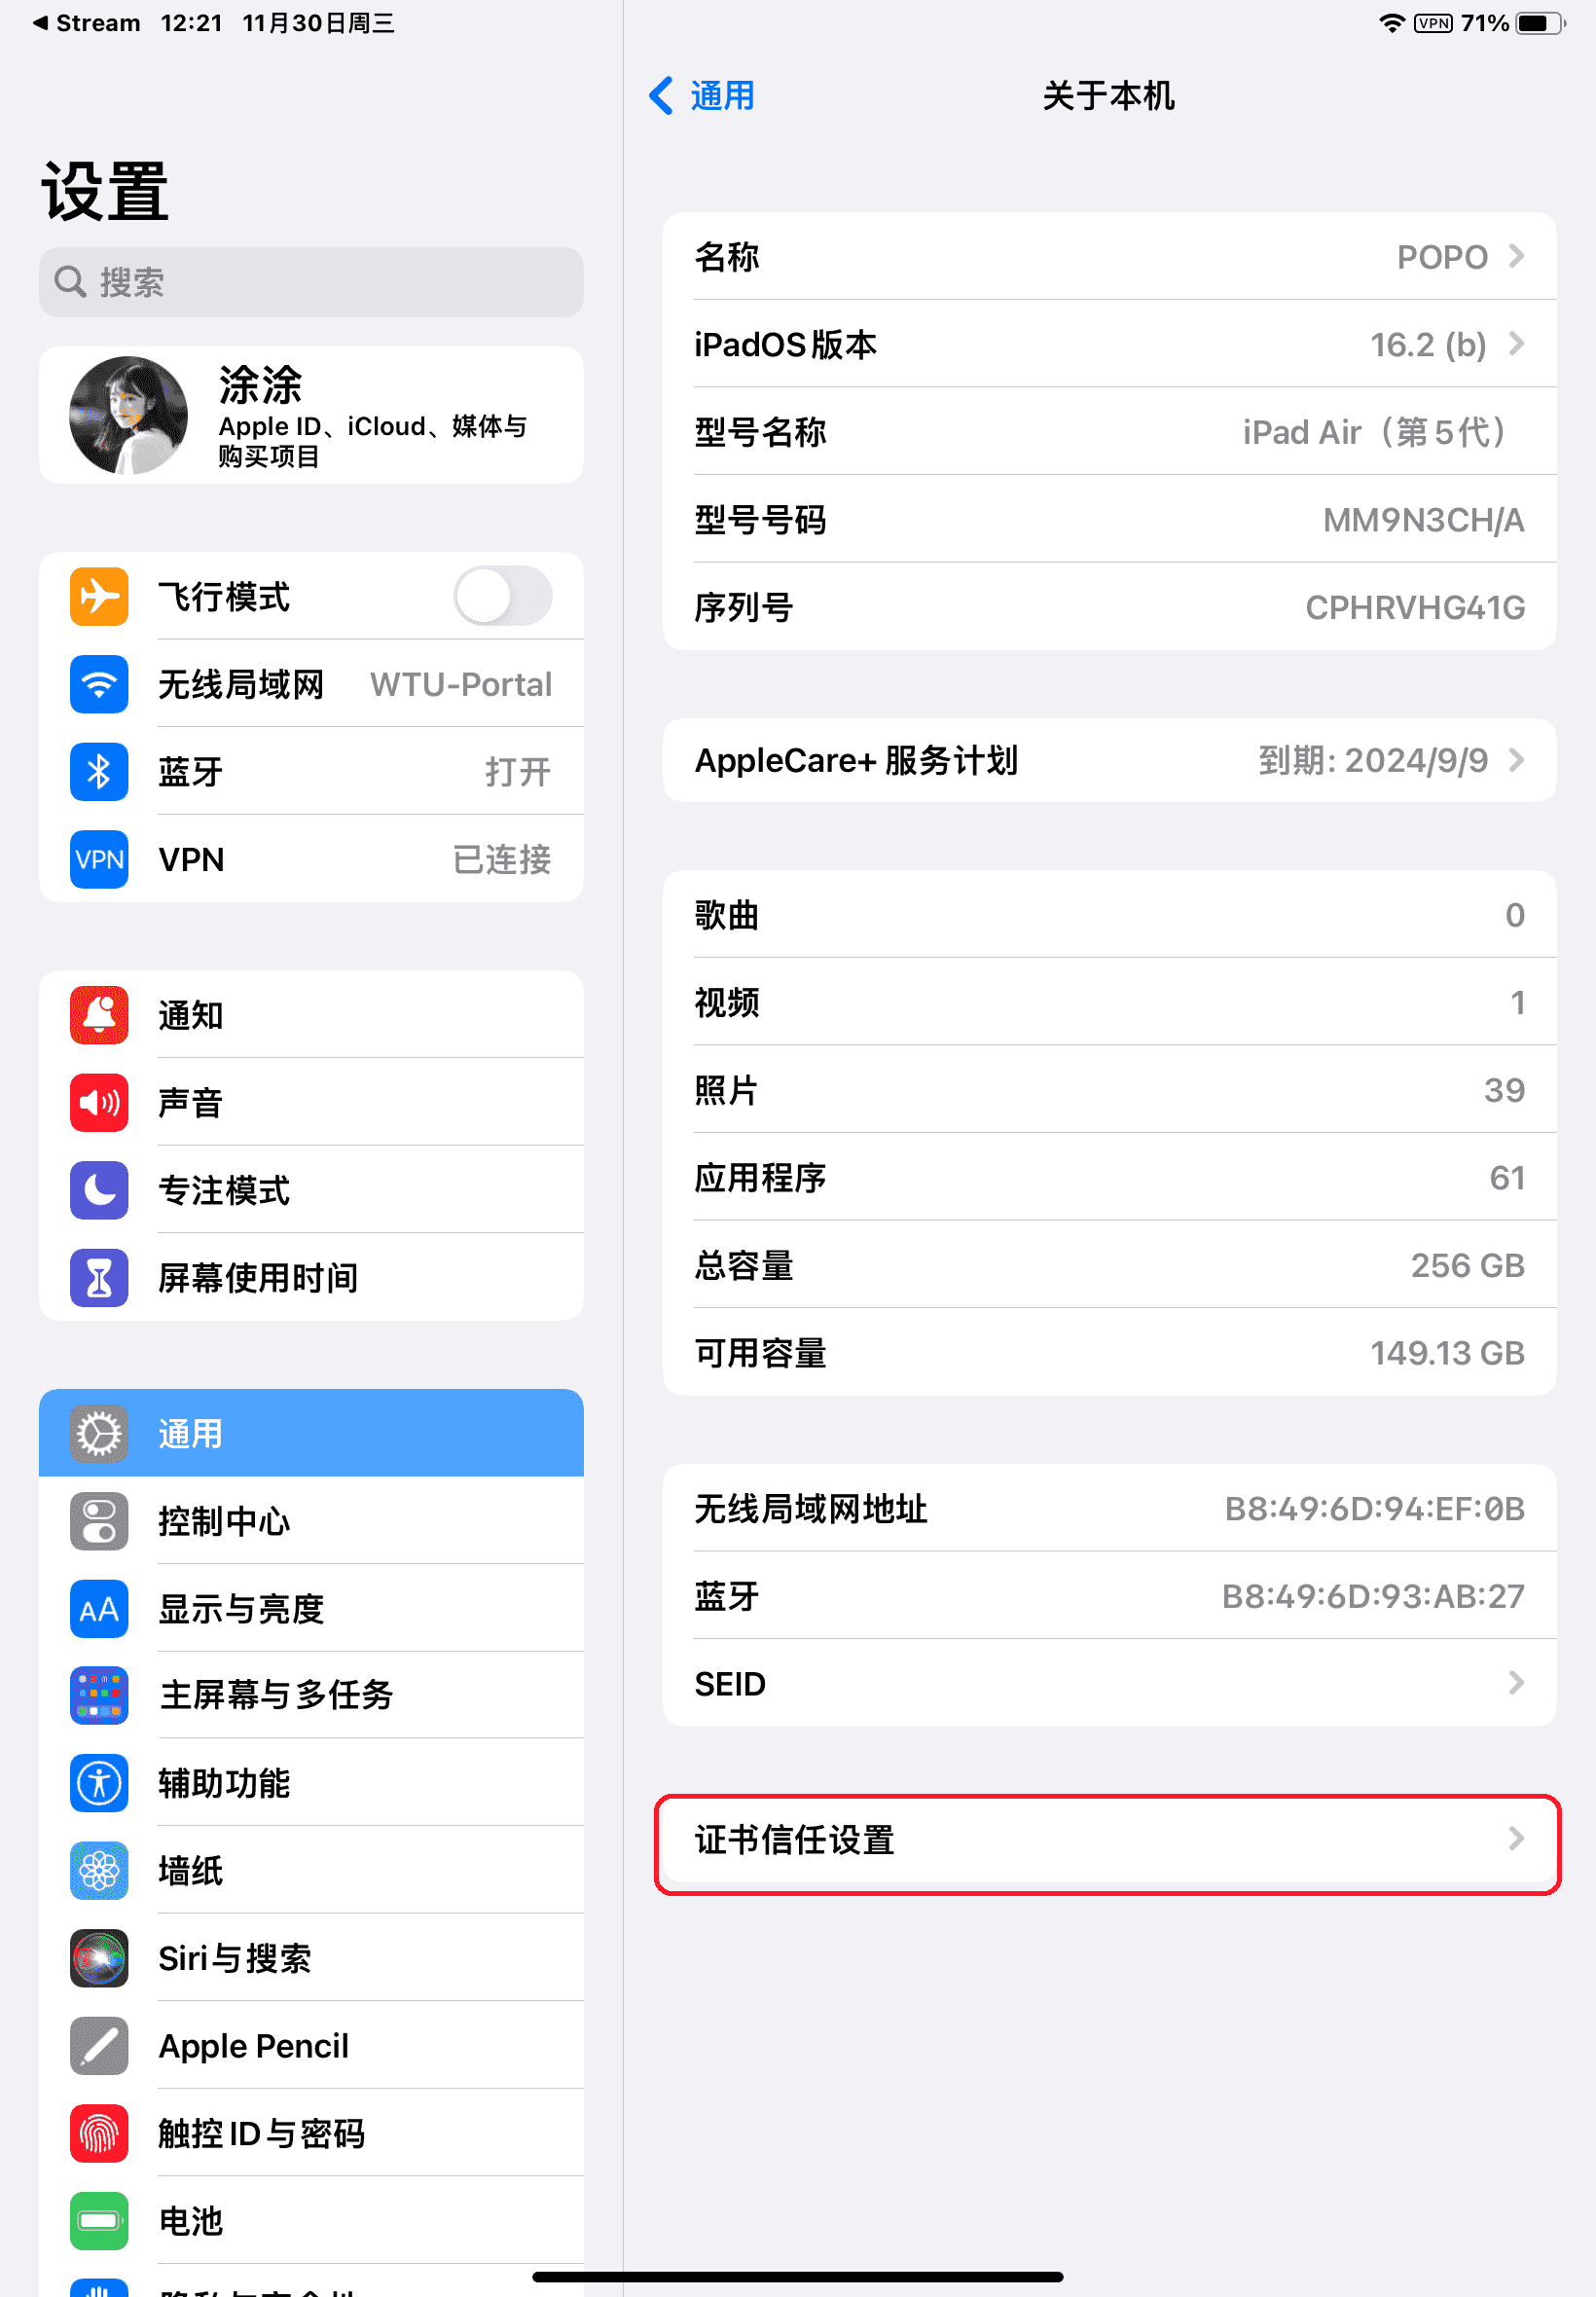 ◀ Stream 12:21 11月30日周三
VPN 71%
设置
搜索
涂涂
Apple ID、iCloud、媒体与
购买项目
飞行模式
无线局域网 WTU-Portal
蓝牙 打开
VPN VPN 已连接
通知
声音
专注模式
屏幕使用时间
通用
控制中心
AA 显示与亮度
主屏幕与多任务
辅助功能
墙纸
Siri与搜索
Apple Pencil
触控 ID 与密码
电池
通用 关于本机
名称 POPO
iPadOS 版本 16.2 (b)
型号名称 iPad Air（第 5 代）
型号号码 MM9N3CH/A
序列号 CPHRVHG41G
AppleCare+ 服务计划 到期: 2024/9/9
歌曲 0
视频 1
照片 39
应用程序 61
总容量 256 GB
可用容量 149.13 GB
无线局域网地址 B8:49:6D:94:EF:0B
蓝牙 B8:49:6D:93:AB:27
SEID
证书信任设置